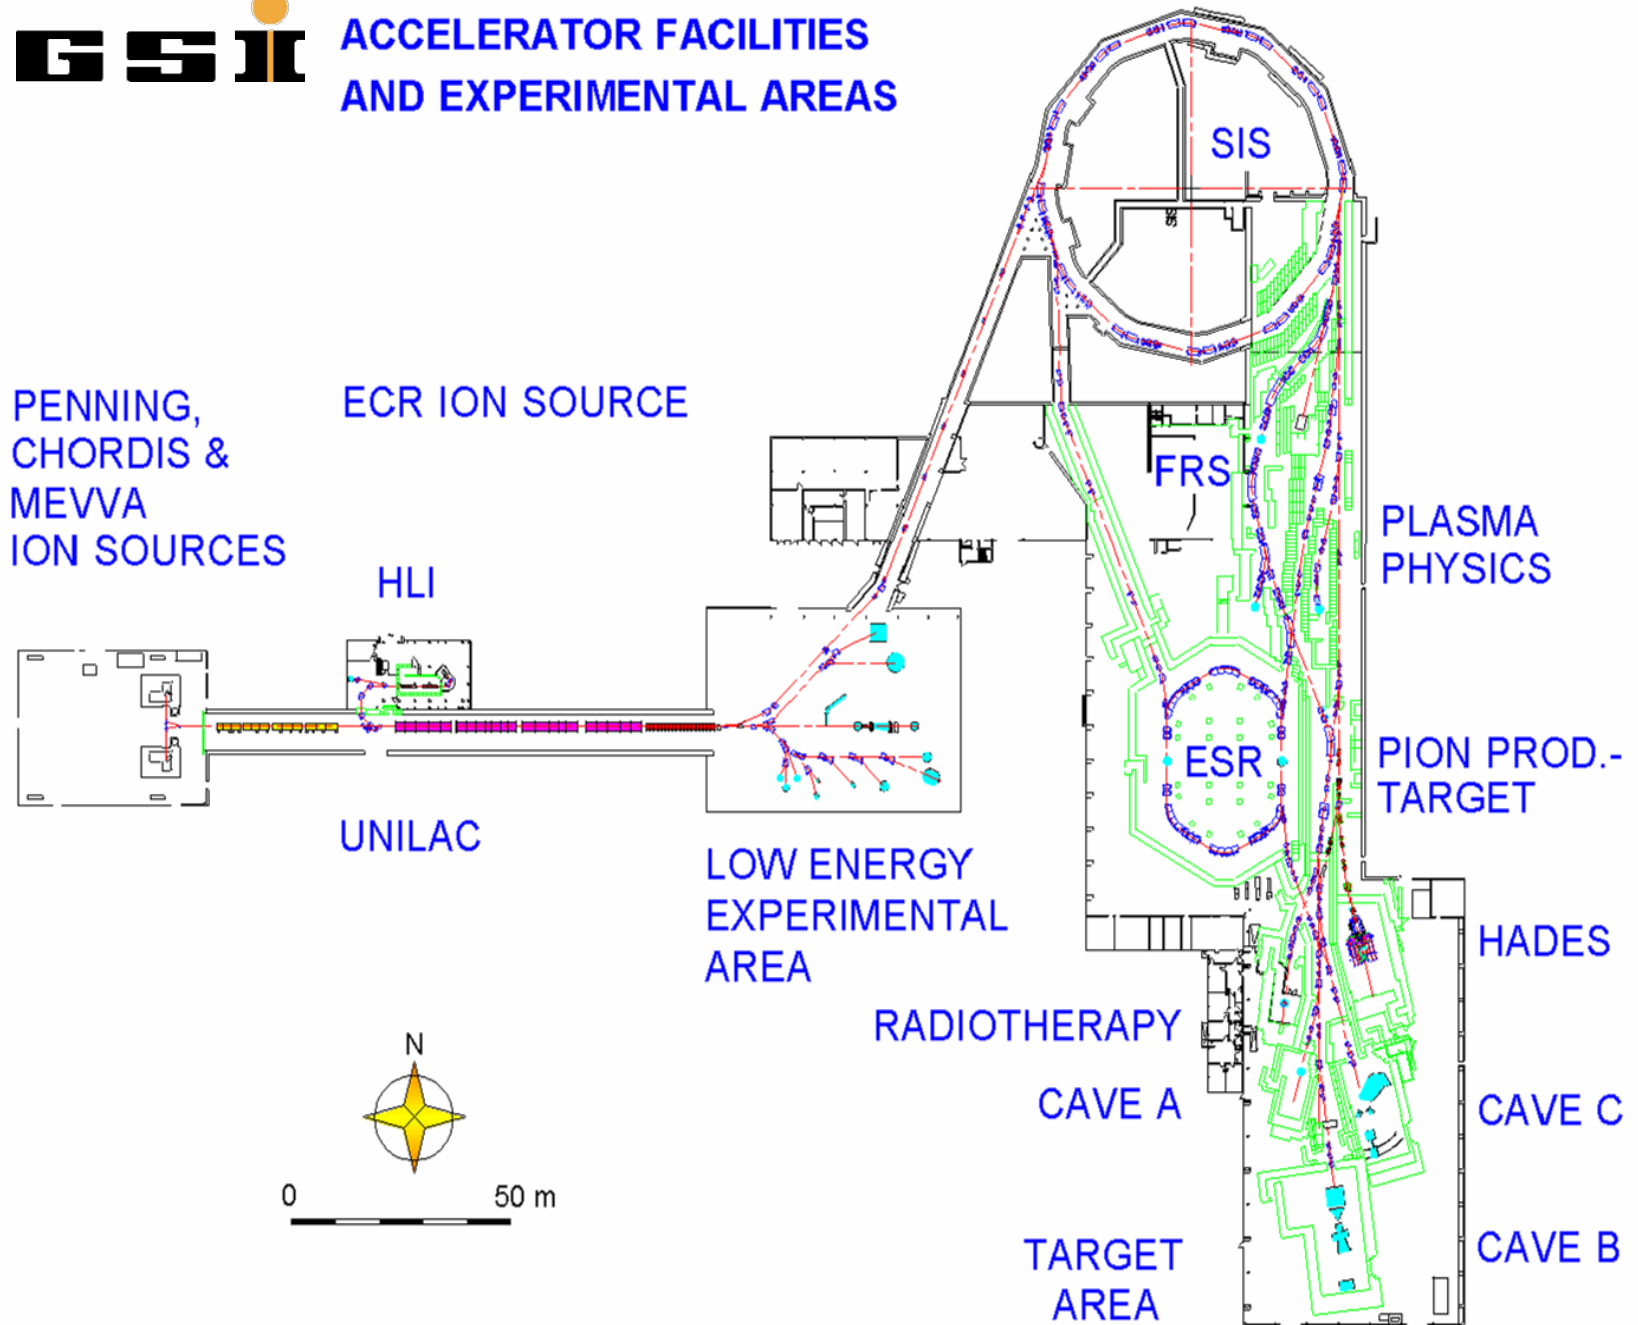 GSI
ACCELERATOR FACILITIES
AND EXPERIMENTAL AREAS
SIS
SIS
PENNING,
CHORDIS &
MEVVA
ION SOURCES
ECR ION SOURCE
HLI
FRS
PLASMA
PHYSICS
ESR
PION PROD.-
TARGET
UNILAC
LOW ENERGY
EXPERIMENTAL
AREA
HADES
RADIOTHERAPY
CAVE A
CAVE C
N
0 50 m
TARGET
AREA
CAVE B